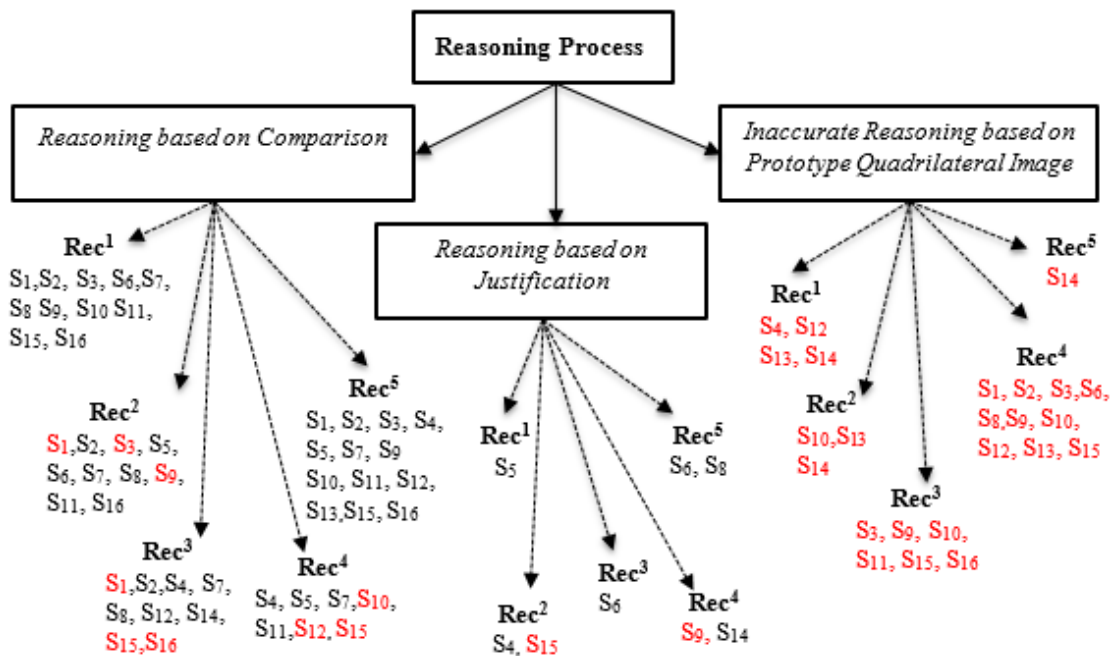 Reasoning Process
Reasoning based on Comparison
Inaccurate Reasoning based on
Prototype Quadrilateral Image
Reasoning based on
Justification
Rec¹
S₁,S₂, S₃, S₆,S₇,
S₈ S₉, S₁₀ S₁₁,
S₁₅, S₁₆
Rec²
S₁,S₂, S₃, S₅,
S₆, S₇, S₈, S₉,
S₁₁, S₁₆
Rec³
S₁,S₂,S₄, S₇,
S₈, S₁₂, S₁₄,
S₁₅,S₁₆
Rec⁴
S₄, S₅, S₇,S₁₀,
S₁₁,S₁₂, S₁₅
Rec⁵
S₁, S₂, S₃, S₄,
S₅, S₇, S₉
S₁₀, S₁₁, S₁₂,
S₁₃,S₁₅, S₁₆
Rec¹
S₅
Rec²
S₄, S₁₅
Rec³
S₆
Rec⁴
S₉, S₁₄
Rec⁵
S₆, S₈
Rec¹
S₄, S₁₂
S₁₃, S₁₄
Rec²
S₁₀,S₁₃
S₁₄
Rec³
S₃, S₉, S₁₀,
S₁₁, S₁₅, S₁₆
Rec⁴
S₁, S₂, S₃,S₆,
S₈,S₉, S₁₀,
S₁₂, S₁₃, S₁₅
Rec⁵
S₁₄